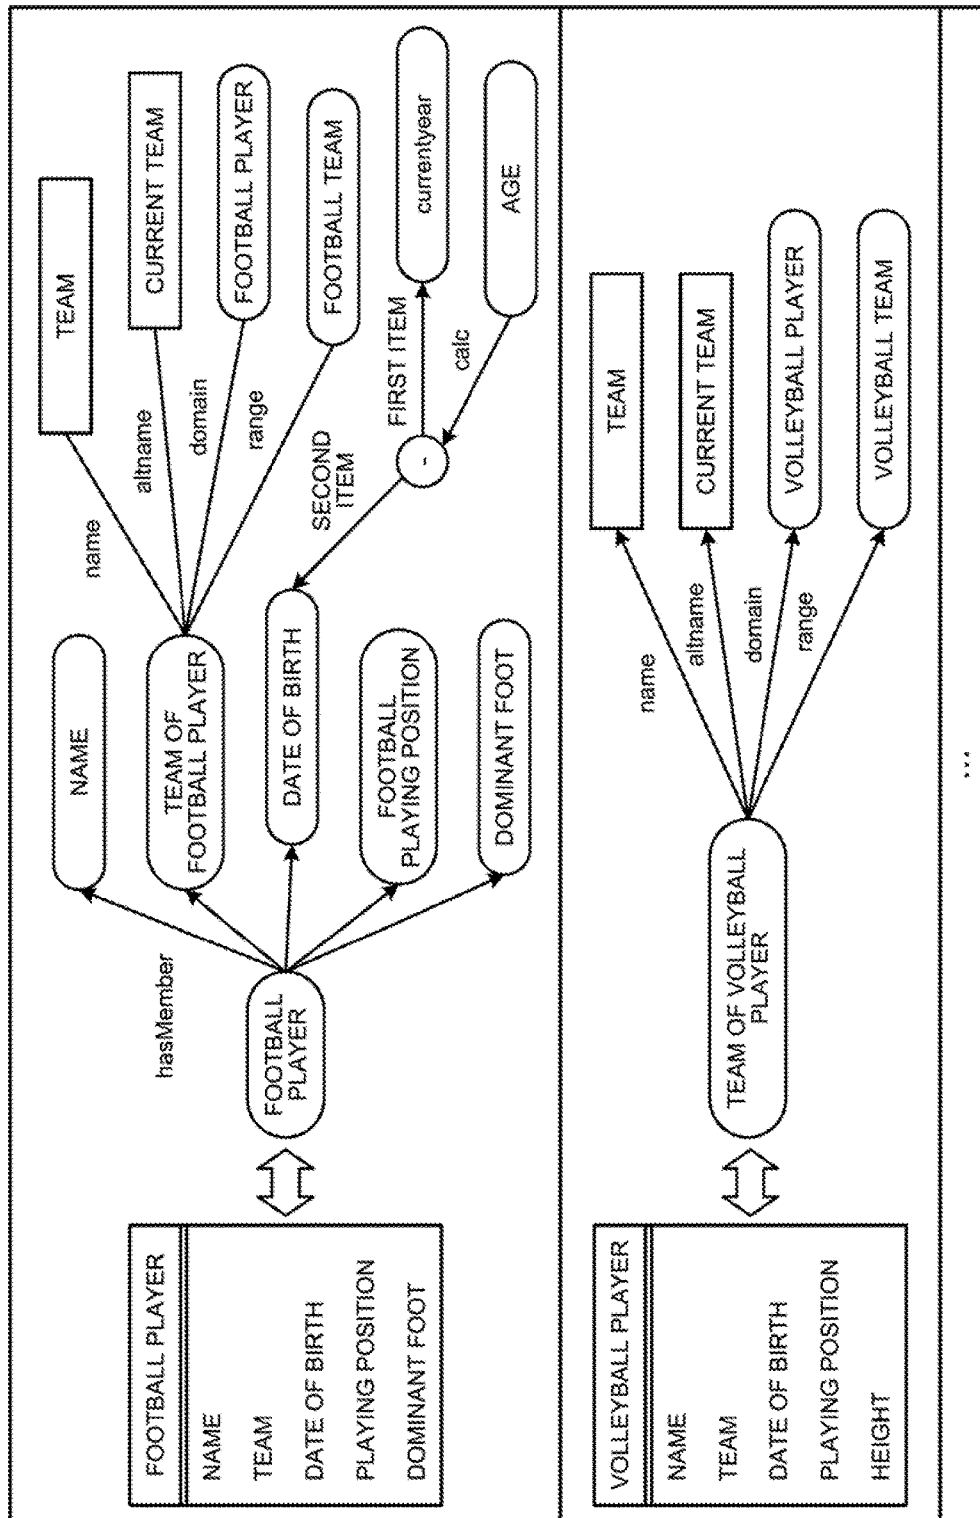 FOOTBALL PLAYER
NAME
TEAM
DATE OF BIRTH
PLAYING POSITION
DOMINANT FOOT
FOOTBALL
PLAYER
hasMember
NAME
TEAM OF
FOOTBALL PLAYER
DATE OF BIRTH
FOOTBALL
PLAYING POSITION
DOMINANT FOOT
name
altname
domain
range
TEAM
CURRENT TEAM
FOOTBALL PLAYER
FOOTBALL TEAM
SECOND
ITEM
-
FIRST ITEM
calc
currentyear
AGE
VOLLEYBALL PLAYER
NAME
TEAM
DATE OF BIRTH
PLAYING POSITION
HEIGHT
TEAM OF VOLLEYBALL
PLAYER
name
altname
domain
range
TEAM
CURRENT TEAM
VOLLEYBALL PLAYER
VOLLEYBALL TEAM
...